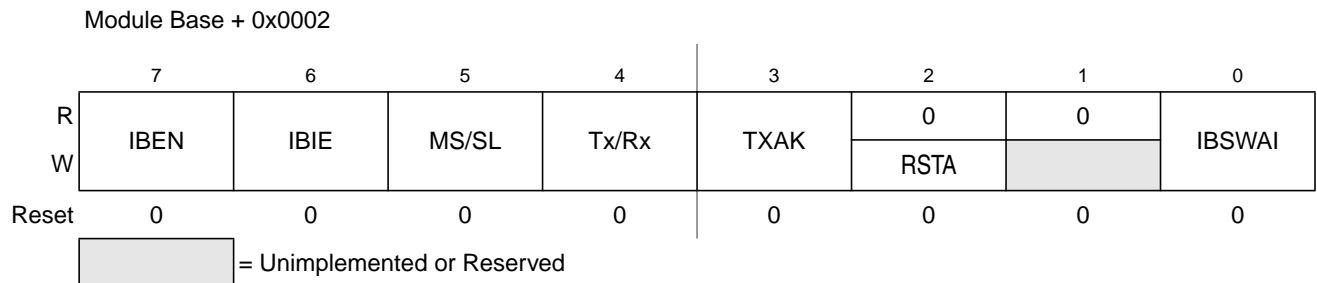 Module Base + 0x0002
7 6 5 4 3 2 1 0
R IBEN IBIE MS/SL Tx/Rx TXAK 0 0 IBSWAI
W RSTA
Reset 0 0 0 0 0 0 0 0
= Unimplemented or Reserved